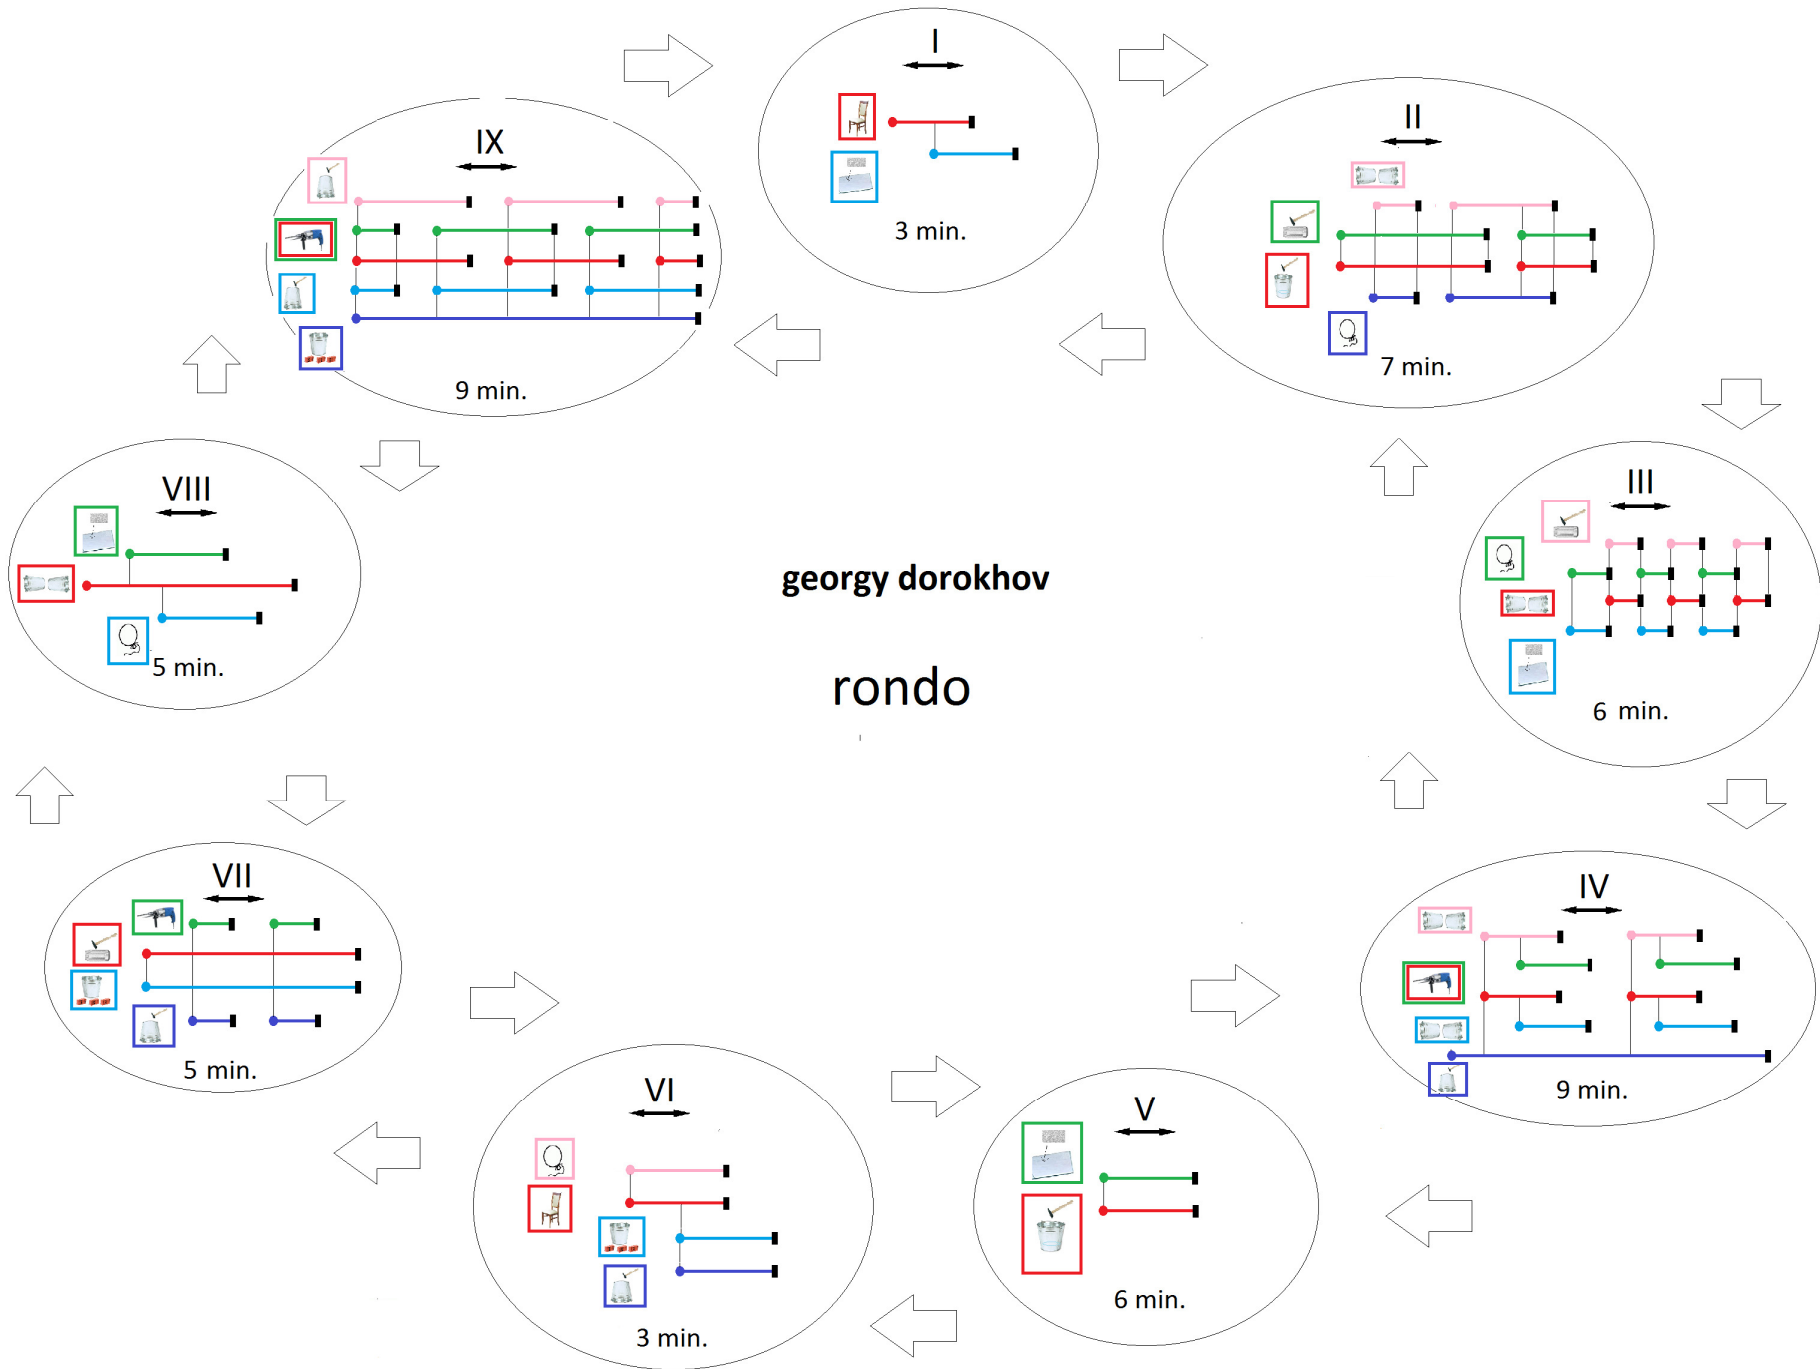 I
3 min.
II
7 min.
III
6 min.
IV
9 min.
V
6 min.
VI
3 min.
VII
5 min.
VIII
5 min.
IX
9 min.
georgy dorokhov
rondo